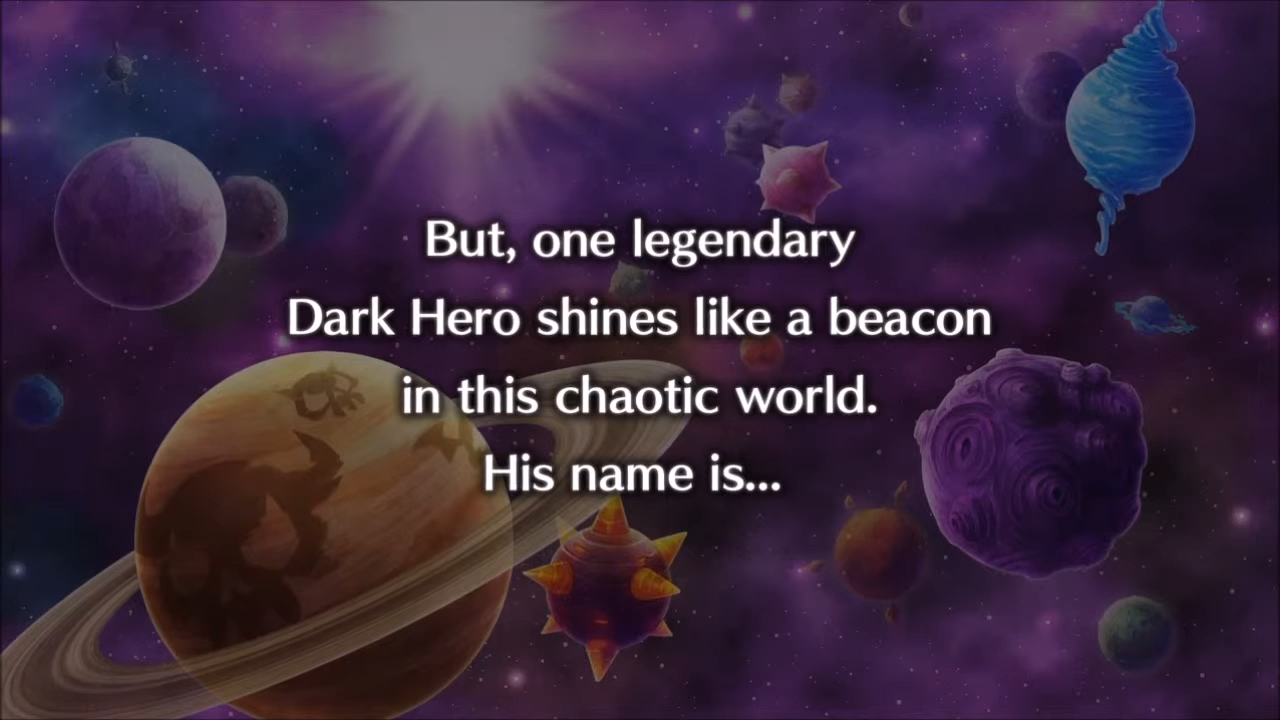 But, one legendary
Dark Hero shines like a beacon
in this chaotic world.
His name is...